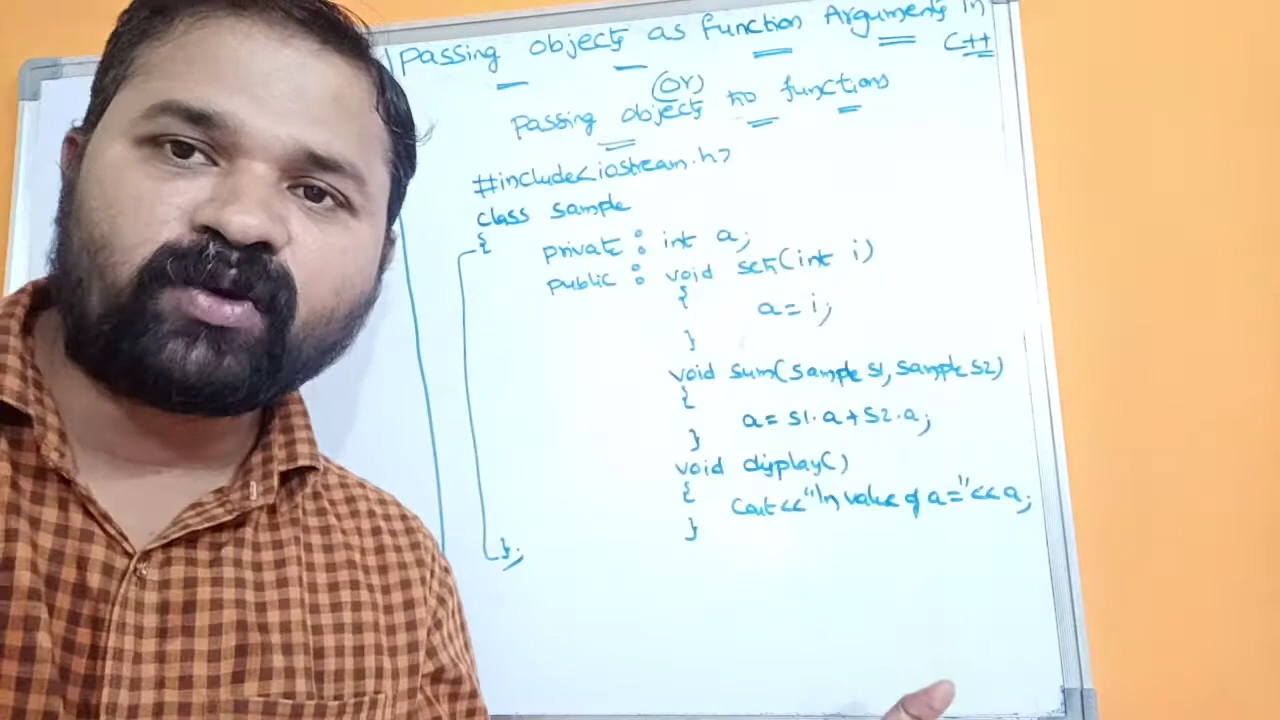 Passing objects as function Arguments in
C++
(or)
Passing objects to functions
#include<iostream.h>
class sample
{
private : int a;
public : void set(int i)
{
a = i;
}
void sum(sample s1, sample s2)
{
a = s1.a + s2.a;
}
void display()
{
cout<<"\n value of a="<<a;
}
};